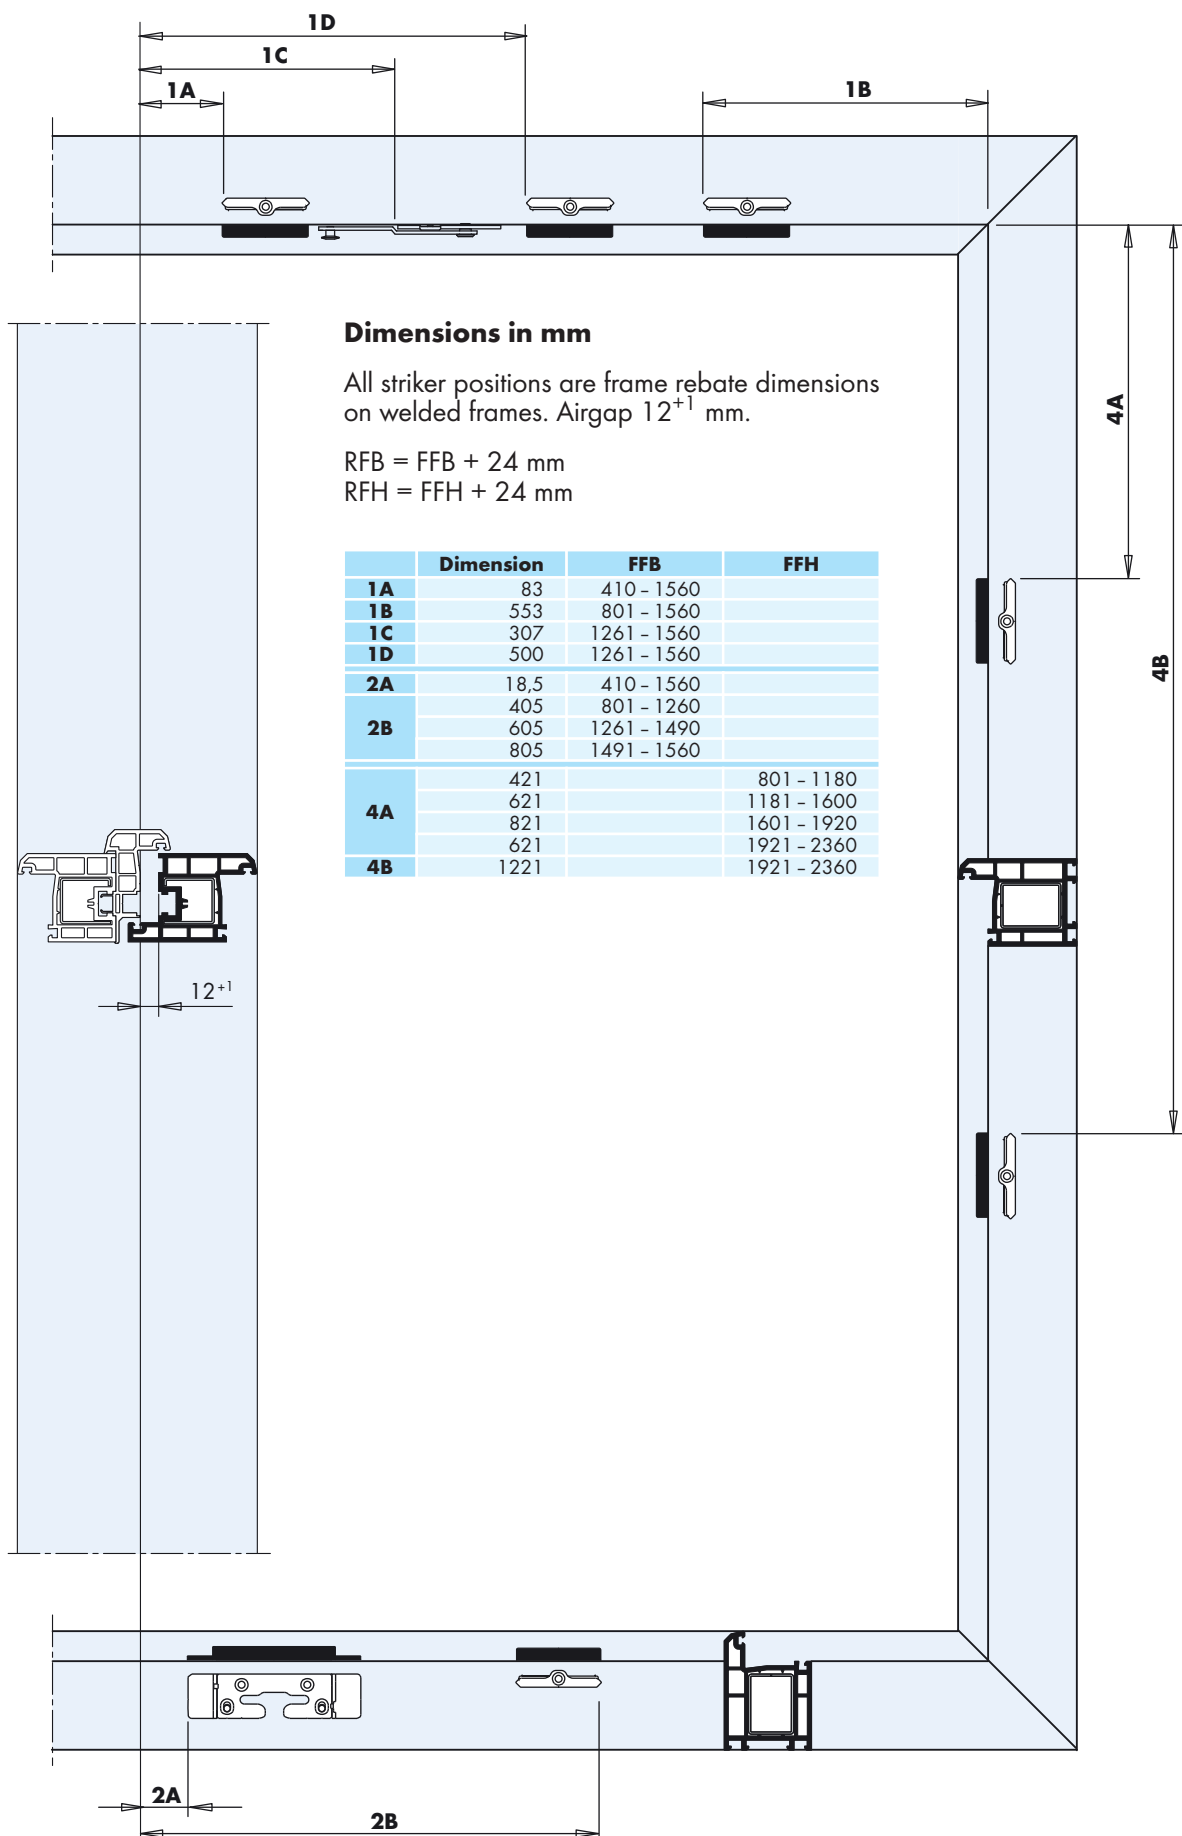 1D
1C
1A
1B
Dimensions in mm
All striker positions are frame rebate dimensions
on welded frames. Airgap 12⁺¹ mm.
RFB = FFB + 24 mm
RFH = FFH + 24 mm
4A
4B
Dimension FFB FFH
1A 83 410 – 1560
1B 553 801 – 1560
1C 307 1261 – 1560
1D 500 1261 – 1560
2A 18,5 410 – 1560
2B 405 801 – 1260
605 1261 – 1490
805 1491 – 1560
4A 421 801 – 1180
621 1181 – 1600
821 1601 – 1920
621 1921 – 2360
4B 1221 1921 – 2360
12⁺¹
2A
2B